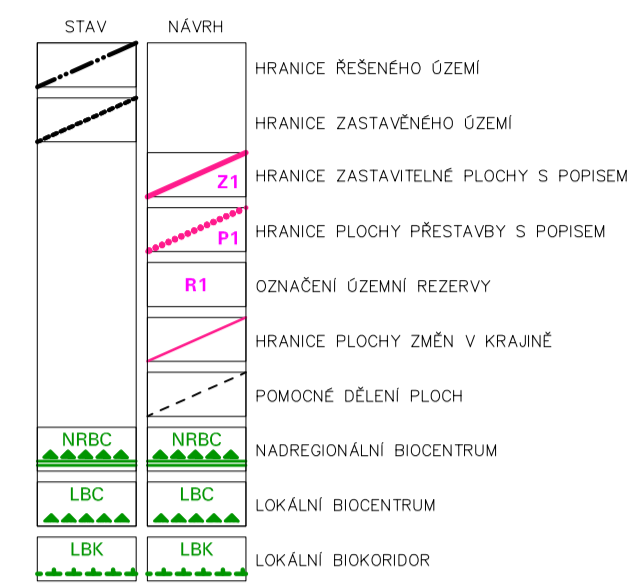 STAV NÁVRH
HRANICE ŘEŠENÉHO ÚZEMÍ
HRANICE ZASTAVĚNÉHO ÚZEMÍ
Z1 HRANICE ZASTAVITELNÉ PLOCHY S POPISEM
P1 HRANICE PLOCHY PŘESTAVBY S POPISEM
R1 OZNAČENÍ ÚZEMNÍ REZERVY
HRANICE PLOCHY ZMĚN V KRAJINĚ
POMOCNÉ DĚLENÍ PLOCH
NRBC NRBC NADREGIONÁLNÍ BIOCENTRUM
LBC LBC LOKÁLNÍ BIOCENTRUM
LBK LBK LOKÁLNÍ BIOKORIDOR